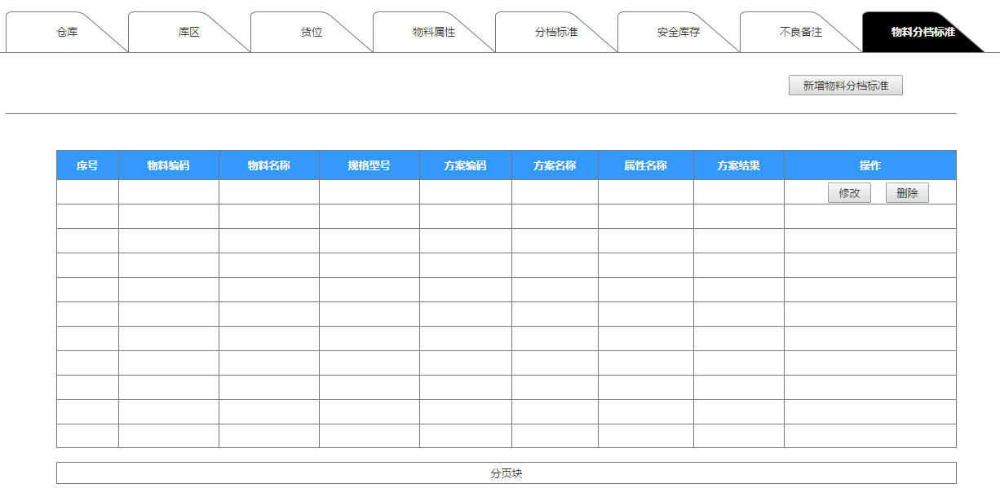 仓库 库区 货位 物料属性 分档标准 安全库存 不良备注 物料分档标准
新增物料分档标准
序号 物料编码 物料名称 规格型号 方案编码 方案名称 属性名称 方案结果 操作
修改 删除
分页块